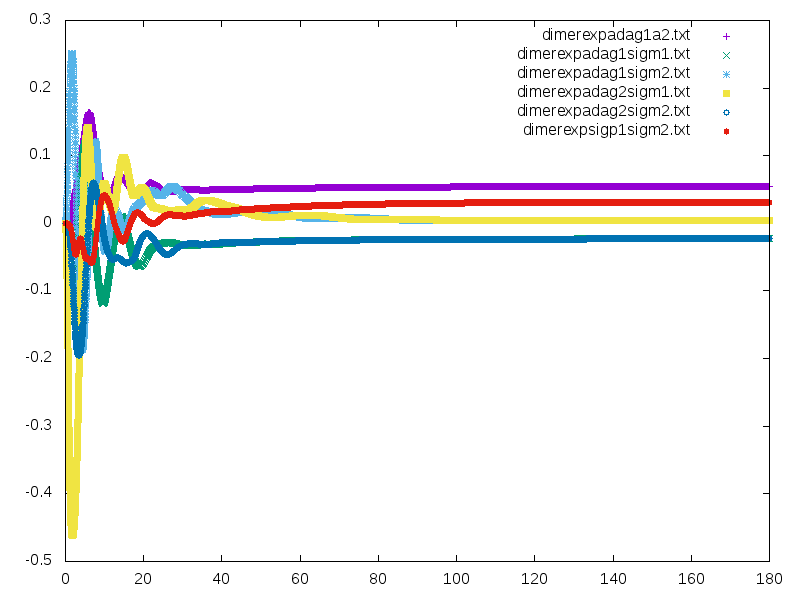 0.3
0.2
0.1
0
-0.1
-0.2
-0.3
-0.4
-0.5
0 20 40 60 80 100 120 140 160 180
dimerexpadag1a2.txt
dimerexpadag1sigm1.txt
dimerexpadag1sigm2.txt
dimerexpadag2sigm1.txt
dimerexpadag2sigm2.txt
dimerexpsigp1sigm2.txt